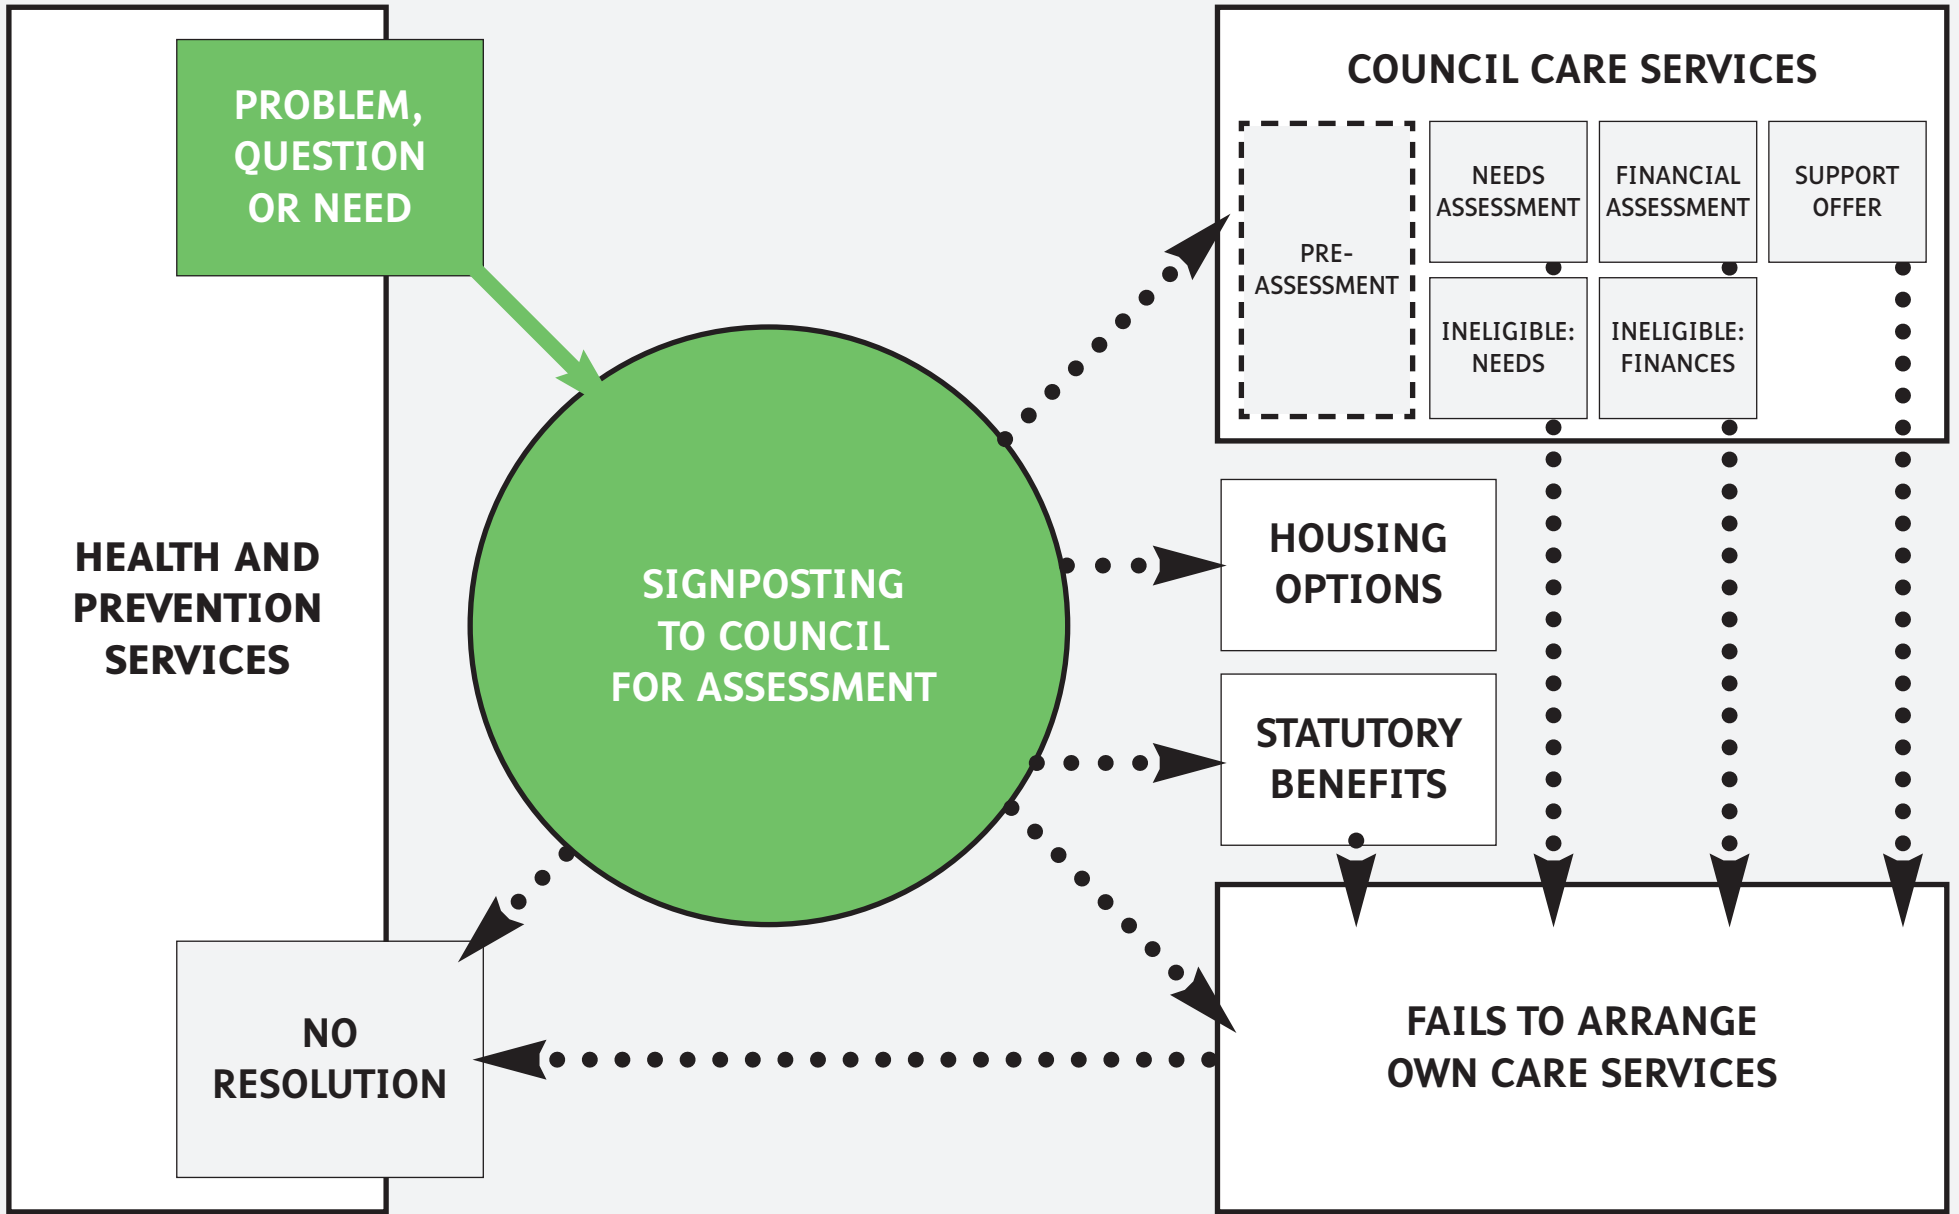 PROBLEM,
QUESTION
OR NEED
HEALTH AND
PREVENTION
SERVICES
NO
RESOLUTION
SIGNPOSTING
TO COUNCIL
FOR ASSESSMENT
COUNCIL CARE SERVICES
PRE-
ASSESSMENT
NEEDS
ASSESSMENT
FINANCIAL
ASSESSMENT
SUPPORT
OFFER
INELIGIBLE:
NEEDS
INELIGIBLE:
FINANCES
HOUSING
OPTIONS
STATUTORY
BENEFITS
FAILS TO ARRANGE
OWN CARE SERVICES